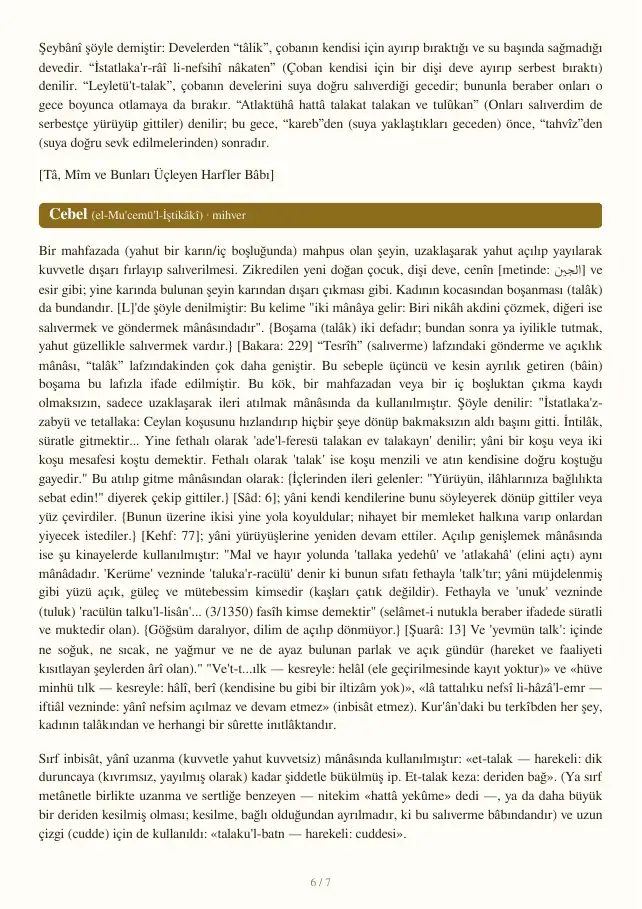 Şeybânî şöyle demiştir: Develerden “tâlik”, çobanın kendisi için ayırıp bıraktığı ve su başında sağmadığı
devedir. “İstatlaka'r-râî li-nefsihî nâkaten” (Çoban kendisi için bir dişi deve ayırıp serbest bıraktı)
denilir. “Leyletü't-talak”, çobanın develerini suya doğru salıverdiği gecedir; bununla beraber onları o
gece boyunca otlamaya da bırakır. “Atlaktühâ hattâ talakat talakan ve tulûkan” (Onları salıverdim de
serbestçe yürüyüp gittiler) denilir; bu gece, “kareb”den (suya yaklaştıkları geceden) önce, “tahvîz”den
(suya doğru sevk edilmelerinden) sonradır.
[Tâ, Mîm ve Bunları Üçleyen Harfler Bâbı]
Cebel (el-Mu'cemü'l-İştikâkî) · mihver
Bir mahfazada (yahut bir karın/iç boşluğunda) mahpus olan şeyin, uzaklaşarak yahut açılıp yayılarak
kuvvetle dışarı fırlayıp salıverilmesi. Zikredilen yeni doğan çocuk, dişi deve, cenîn [metinde: الجبن] ve
esir gibi; yine karında bulunan şeyin karından dışarı çıkması gibi. Kadının kocasından boşanması (talâk)
da bundandır. [L]'de şöyle denilmiştir: Bu kelime "iki mânâya gelir: Biri nikâh akdini çözmek, diğeri ise
salıvermek ve göndermek mânâsındadır". {Boşama (talâk) iki defadır; bundan sonra ya iyilikle tutmak,
yahut güzellikle salıvermek vardır.} [Bakara: 229] “Tesrîh” (salıverme) lafzındaki gönderme ve açıklık
mânâsı, “talâk” lafzındakinden çok daha geniştir. Bu sebeple üçüncü ve kesin ayrılık getiren (bâin)
boşama bu lafızla ifade edilmiştir. Bu kök, bir mahfazadan veya bir iç boşluktan çıkma kaydı
olmaksızın, sadece uzaklaşarak ileri atılmak mânâsında da kullanılmıştır. Şöyle denilir: "İstatlaka'z-
zabyü ve tetallaka: Ceylan koşusunu hızlandırıp hiçbir şeye dönüp bakmaksızın aldı başını gitti. İntilâk,
süratle gitmektir... Yine fethalı olarak 'ade'l-feresü talakan ev talakayn' denilir; yâni bir koşu veya iki
koşu mesafesi koştu demektir. Fethalı olarak 'talak' ise koşu menzili ve atın kendisine doğru koştuğu
gayedir." Bu atılıp gitme mânâsından olarak: {İçlerinden ileri gelenler: "Yürüyün, ilâhlarınıza bağlılıkta
sebat edin!" diyerek çekip gittiler.} [Sâd: 6]; yâni kendi kendilerine bunu söyleyerek dönüp gittiler veya
yüz çevirdiler. {Bunun üzerine ikisi yine yola koyuldular; nihayet bir memleket halkına varıp onlardan
yiyecek istediler.} [Kehf: 77]; yâni yürüyüşlerine yeniden devam ettiler. Açılıp genişlemek mânâsında
ise şu kinayelerde kullanılmıştır: "Mal ve hayır yolunda 'tallaka yedehû' ve 'atlakahâ' (elini açtı) aynı
mânâdadır. 'Kerüme' vezninde 'taluka'r-racülü' denir ki bunun sıfatı fethayla 'talk'tır; yâni müjdelenmiş
gibi yüzü açık, güleç ve mütebessim kimsedir (kaşları çatık değildir). Fethayla ve 'unuk' vezninde
(tuluk) 'racülün talku'l-lisân'... (3/1350) fasîh kimse demektir" (selâmet-i nutukla beraber ifadede süratli
ve muktedir olan). {Göğsüm daralıyor, dilim de açılıp dönmüyor.} [Şuarâ: 13] Ve 'yevmün talk': içinde
ne soğuk, ne sıcak, ne yağmur ve ne de ayaz bulunan parlak ve açık gündür (hareket ve faaliyeti
kısıtlayan şeylerden ârî olan)." "Ve't-t...ılk — kesreyle: helâl (ele geçirilmesinde kayıt yoktur)» ve «hüve
minhü tılk — kesreyle: hâlî, berî (kendisine bu gibi bir iltizâm yok)», «lâ tattaliku nefsî li-hâzâ'l-emr —
iftiâl vezninde: yânî nefsim açılmaz ve devam etmez» (inbisât etmez). Kur'ân'daki bu terkîbden her şey,
kadının talâkından ve herhangi bir sûrette inıtlâktandır.
Sırf inbisât, yânî uzanma (kuvvetle yahut kuvvetsiz) mânâsında kullanılmıştır: «et-talak — harekeli: dik
duruncaya (kıvrımsız, yayılmış olarak) kadar şiddetle bükülmüş ip. Et-talak keza: deriden bağ». (Ya sırf
metânetle birlikte uzanma ve sertliğe benzeyen — nitekim «hattâ yekûme» dedi —, ya da daha büyük
bir deriden kesilmiş olması; kesilme, bağlı olduğundan ayrılmadır, ki bu salıverme bâbındandır) ve uzun
çizgi (cudde) için de kullanıldı: «talaku'l-batn — harekeli: cuddesi».
6 / 7